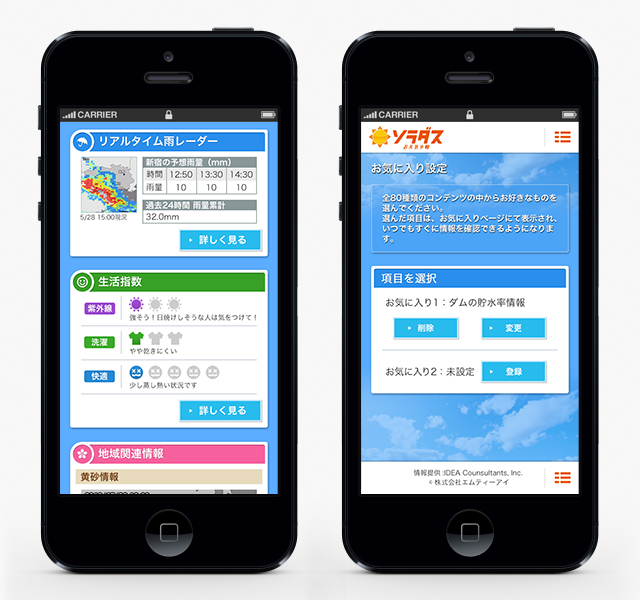 CARRIER
リアルタイム雨レーダー
新宿の予想雨量（mm）
時間 12:50 13:30 14:30
雨量 10 10 10
過去24時間 雨量累計
32.0mm
5/28 15:00現況
詳しく見る
生活指数
紫外線
強そう！日焼けしそうな人は気をつけて！
洗濯
やや乾きにくい
快適
少し蒸し熱い状況です
詳しく見る
地域関連情報
黄砂情報
CARRIER
ソラダス
お天気手帳
お気に入り設定
全80種類のコンテンツの中からお好きなものを
選んでください。
選んだ項目は、お気に入りページにて表示され、
いつでもすぐに情報を確認できるようになりま
す。
項目を選択
お気に入り1：ダムの貯水率情報
削除 変更
お気に入り2：未設定 登録
情報提供:IDEA Counsultants, Inc.
© 株式会社エムティーアイ